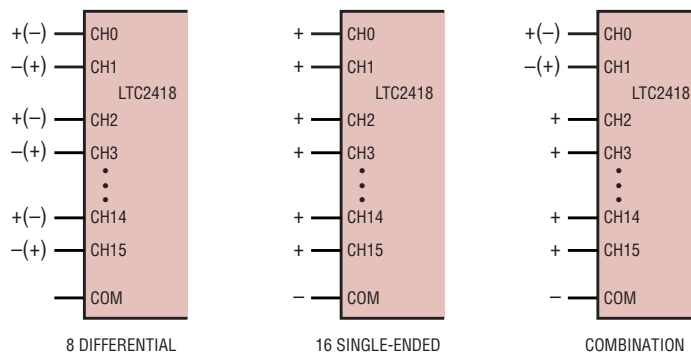 +(−) CH0
−(+) CH1
LTC2418
+(−) CH2
−(+) CH3
+(−) CH14
−(+) CH15
COM
8 DIFFERENTIAL
+ CH0
+ CH1
LTC2418
+ CH2
+ CH3
+ CH14
+ CH15
− COM
16 SINGLE-ENDED
+(−) CH0
−(+) CH1
LTC2418
+ CH2
+ CH3
+ CH14
+ CH15
− COM
COMBINATION